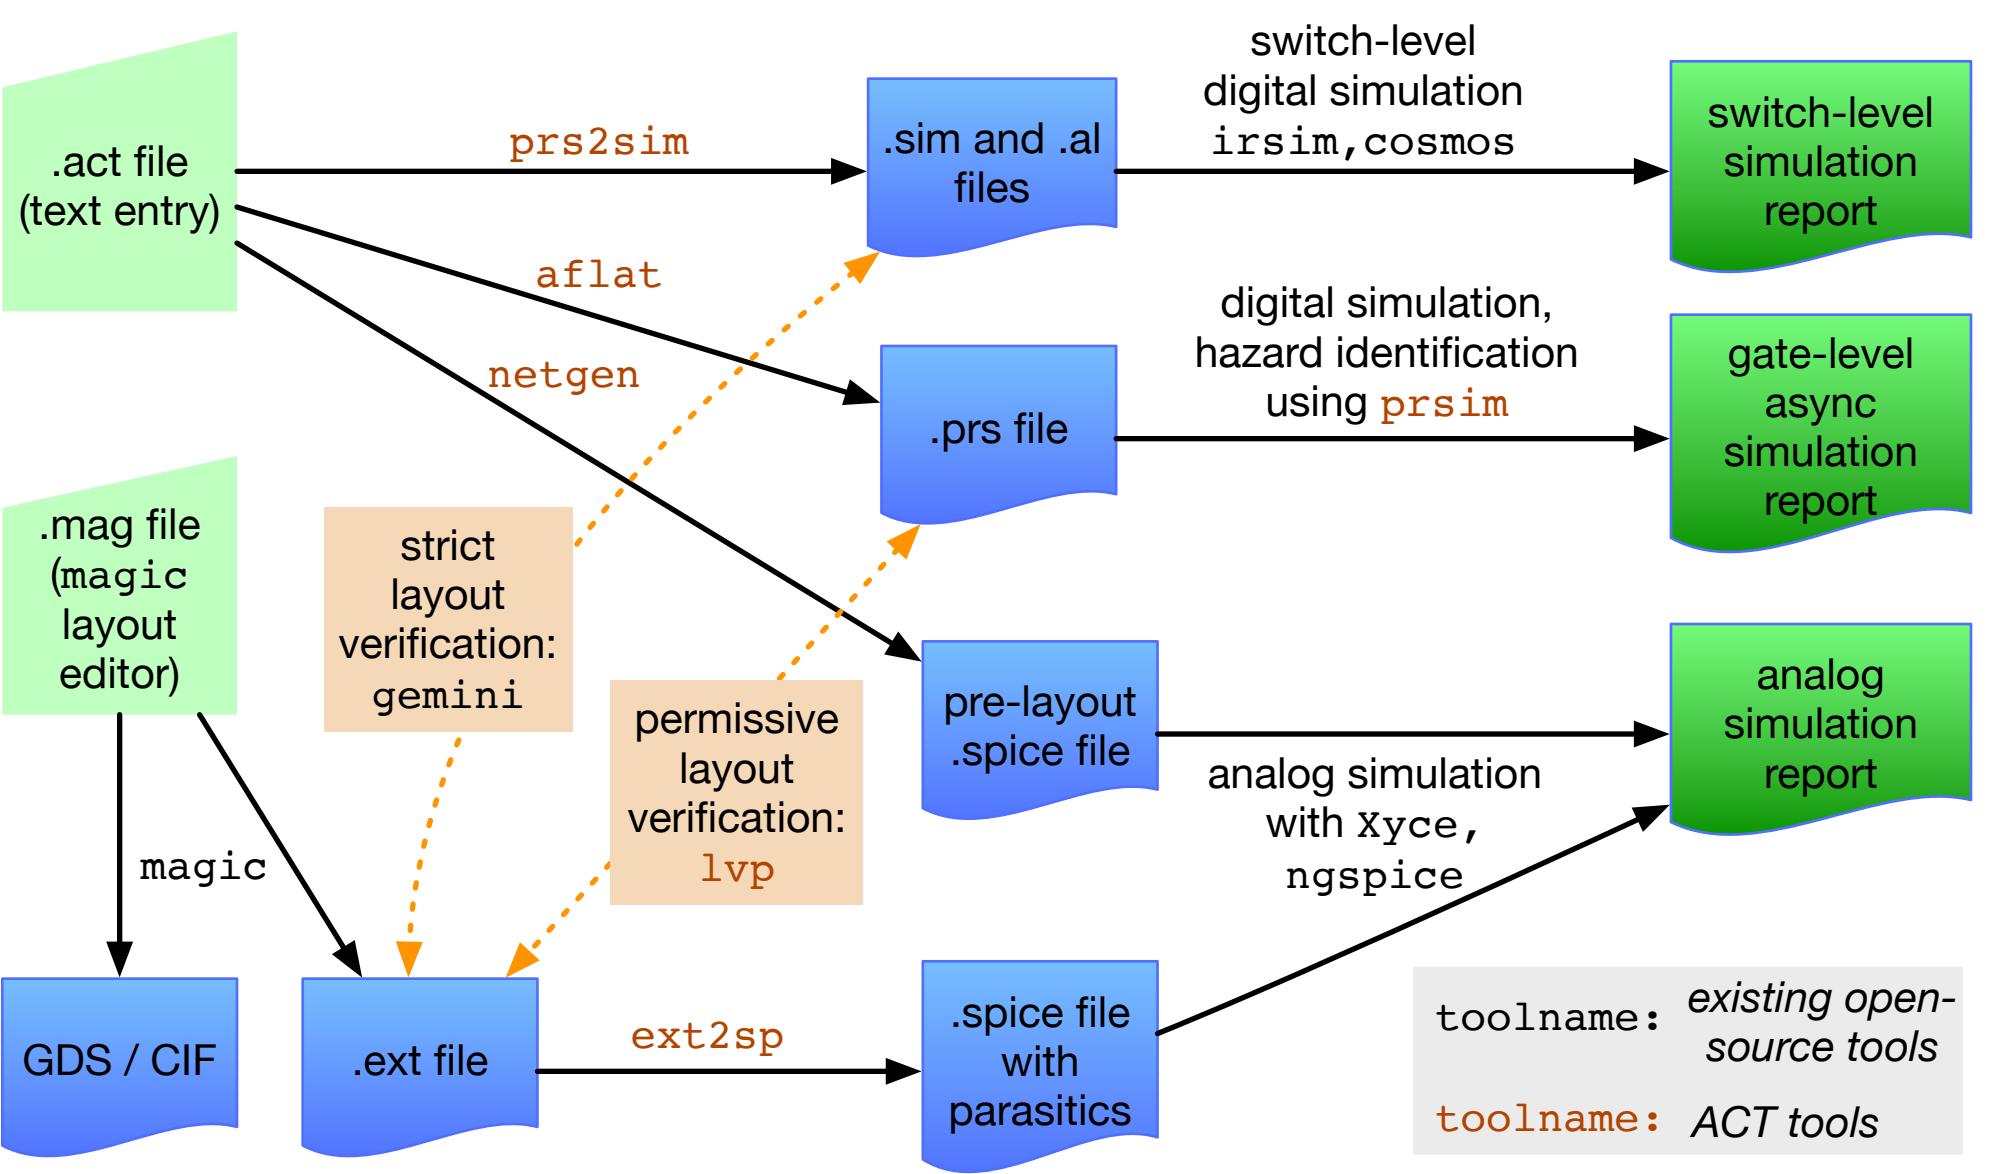 .act file
(text entry)
prs2sim
.sim and .al
files
switch-level
digital simulation
irsim,cosmos
switch-level
simulation
report
aflat
netgen
.prs file
digital simulation,
hazard identification
using prsim
gate-level
async
simulation
report
.mag file
(magic
layout
editor)
strict
layout
verification:
gemini
permissive
layout
verification:
lvp
pre-layout
.spice file
analog simulation
with Xyce,
ngspice
analog
simulation
report
magic
GDS / CIF
.ext file
ext2sp
.spice file
with
parasitics
toolname: existing open-
source tools
toolname: ACT tools